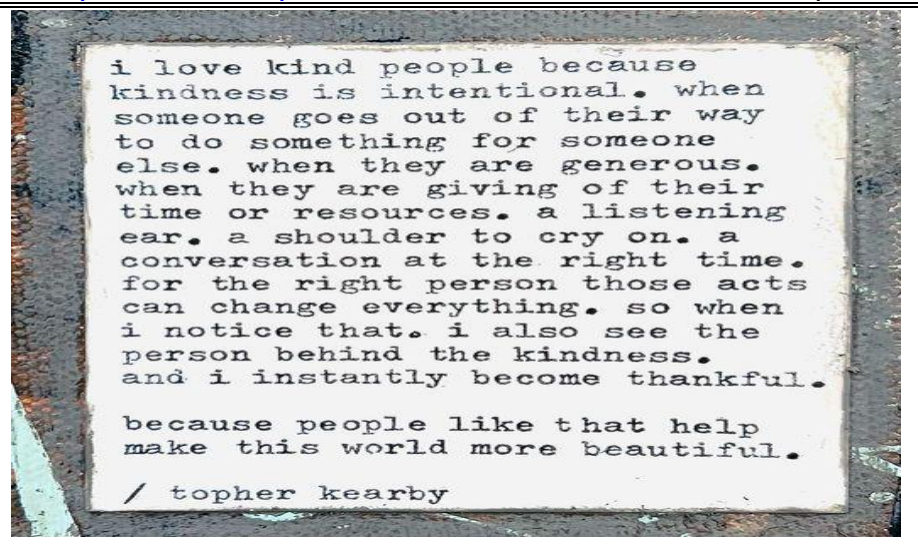 i love kind people because
kindness is intentional. when
someone goes out of their way
to do something for someone
else. when they are generous.
when they are giving of their
time or resources. a listening
ear. a shoulder to cry on. a
conversation at the right time.
for the right person those acts
can change everything. so when
i notice that. i also see the
person behind the kindness.
and i instantly become thankful.
because people like that help
make this world more beautiful.
/ topher kearby